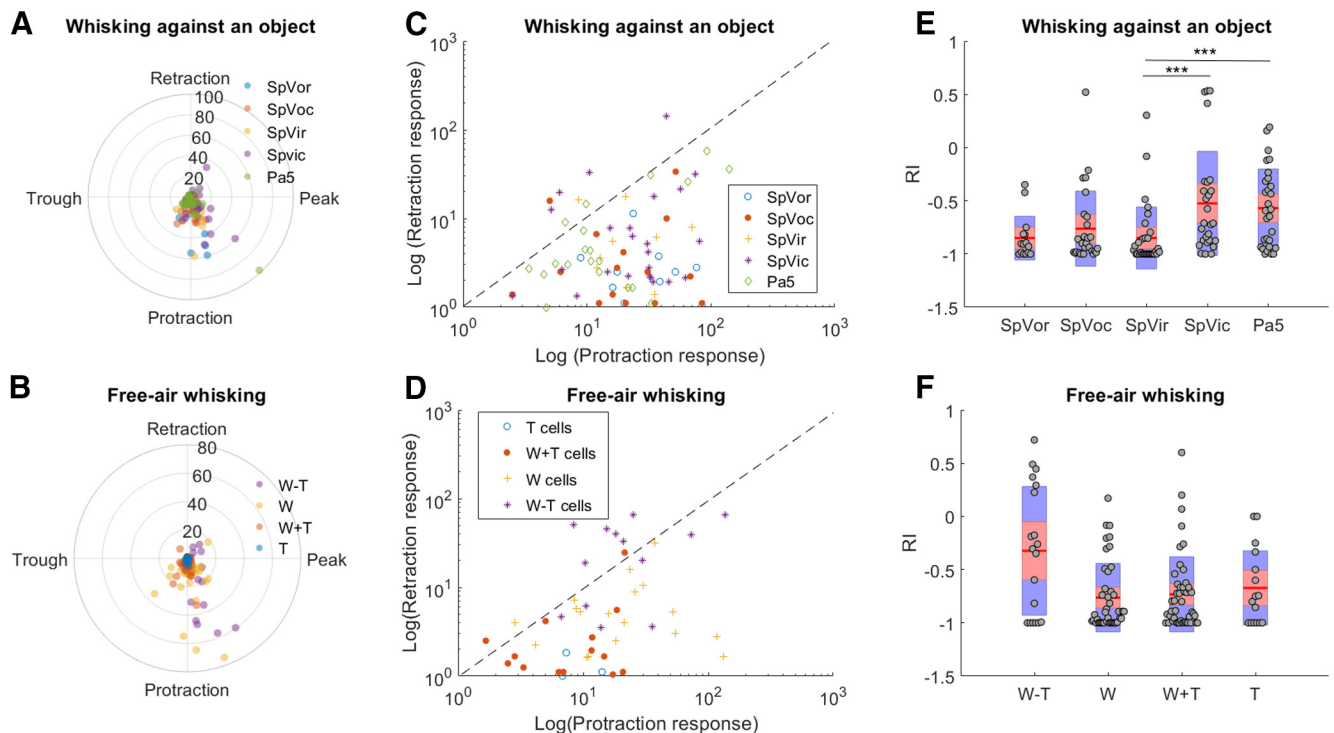 A
Whisking against an object
Retraction
100
80
60
40
20
SpVor
SpVoc
SpVir
Spvic
Pa5
Trough
Peak
Protraction
B
Free-air whisking
Retraction
80
60
40
20
W-T
W
W+T
T
Trough
Peak
Protraction
C
Whisking against an object
Log (Retraction response)
10³
10²
10¹
10⁰
10⁰ 10¹ 10² 10³
Log (Protraction response)
SpVor
SpVoc
SpVir
SpVic
Pa5
D
Free-air whisking
Log(Retraction response)
10³
10²
10¹
10⁰
10⁰ 10¹ 10² 10³
Log(Protraction response)
T cells
W+T cells
W cells
W-T cells
E
Whisking against an object
RI
1
0.5
0
-0.5
-1
-1.5
***
***
SpVor SpVoc SpVir SpVic Pa5
F
Free-air whisking
RI
1
0.5
0
-0.5
-1
-1.5
W-T W W+T T